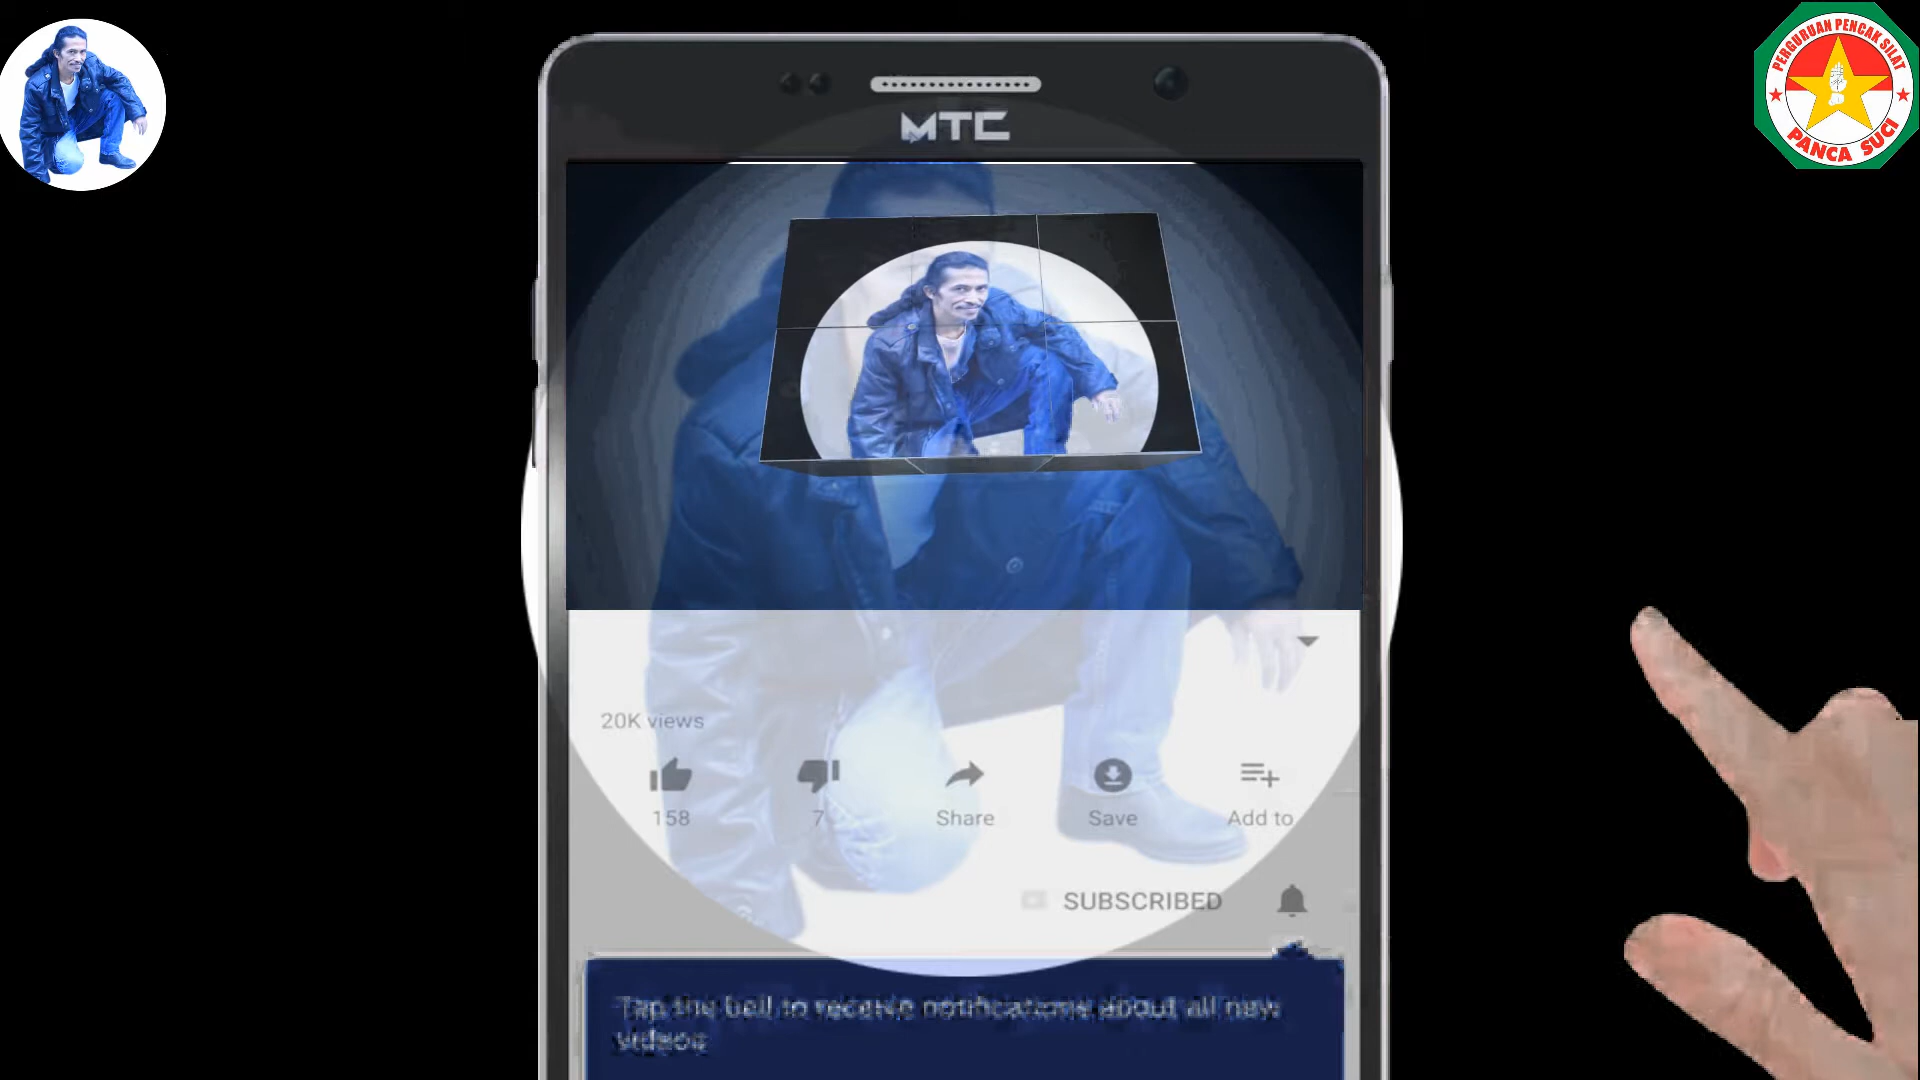 PERGURUAN PENCAK SILAT
PANCA SUCI
MTC
20K views
158
7
Share
Save
Add to
SUBSCRIBED
Tap the bell to receive notifications about all new
videos